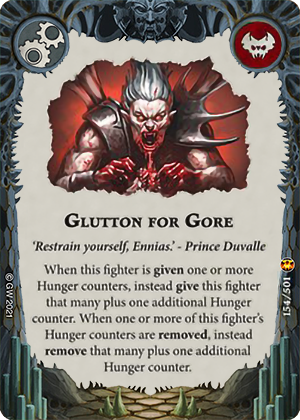 GLUTTON FOR GORE
'Restrain yourself, Ennias.' - Prince Duvalle
When this fighter is given one or more
Hunger counters, instead give this fighter
that many plus one additional Hunger
counter. When one or more of this fighter's
Hunger counters are removed, instead
remove that many plus one additional
Hunger counter.
© GW 2021
154/501